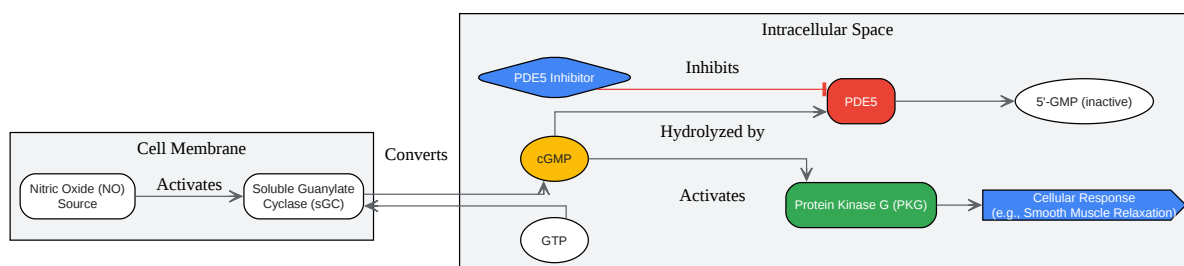 Intracellular Space
PDE5 Inhibitor
Inhibits
PDE5
5'-GMP (inactive)
Hydrolyzed by
Cell Membrane
Converts
cGMP
Nitric Oxide (NO)
Source
Activates
Soluble Guanylate
Cyclase (sGC)
Activates
Protein Kinase G (PKG)
Cellular Response
(e.g., Smooth Muscle Relaxation)
GTP